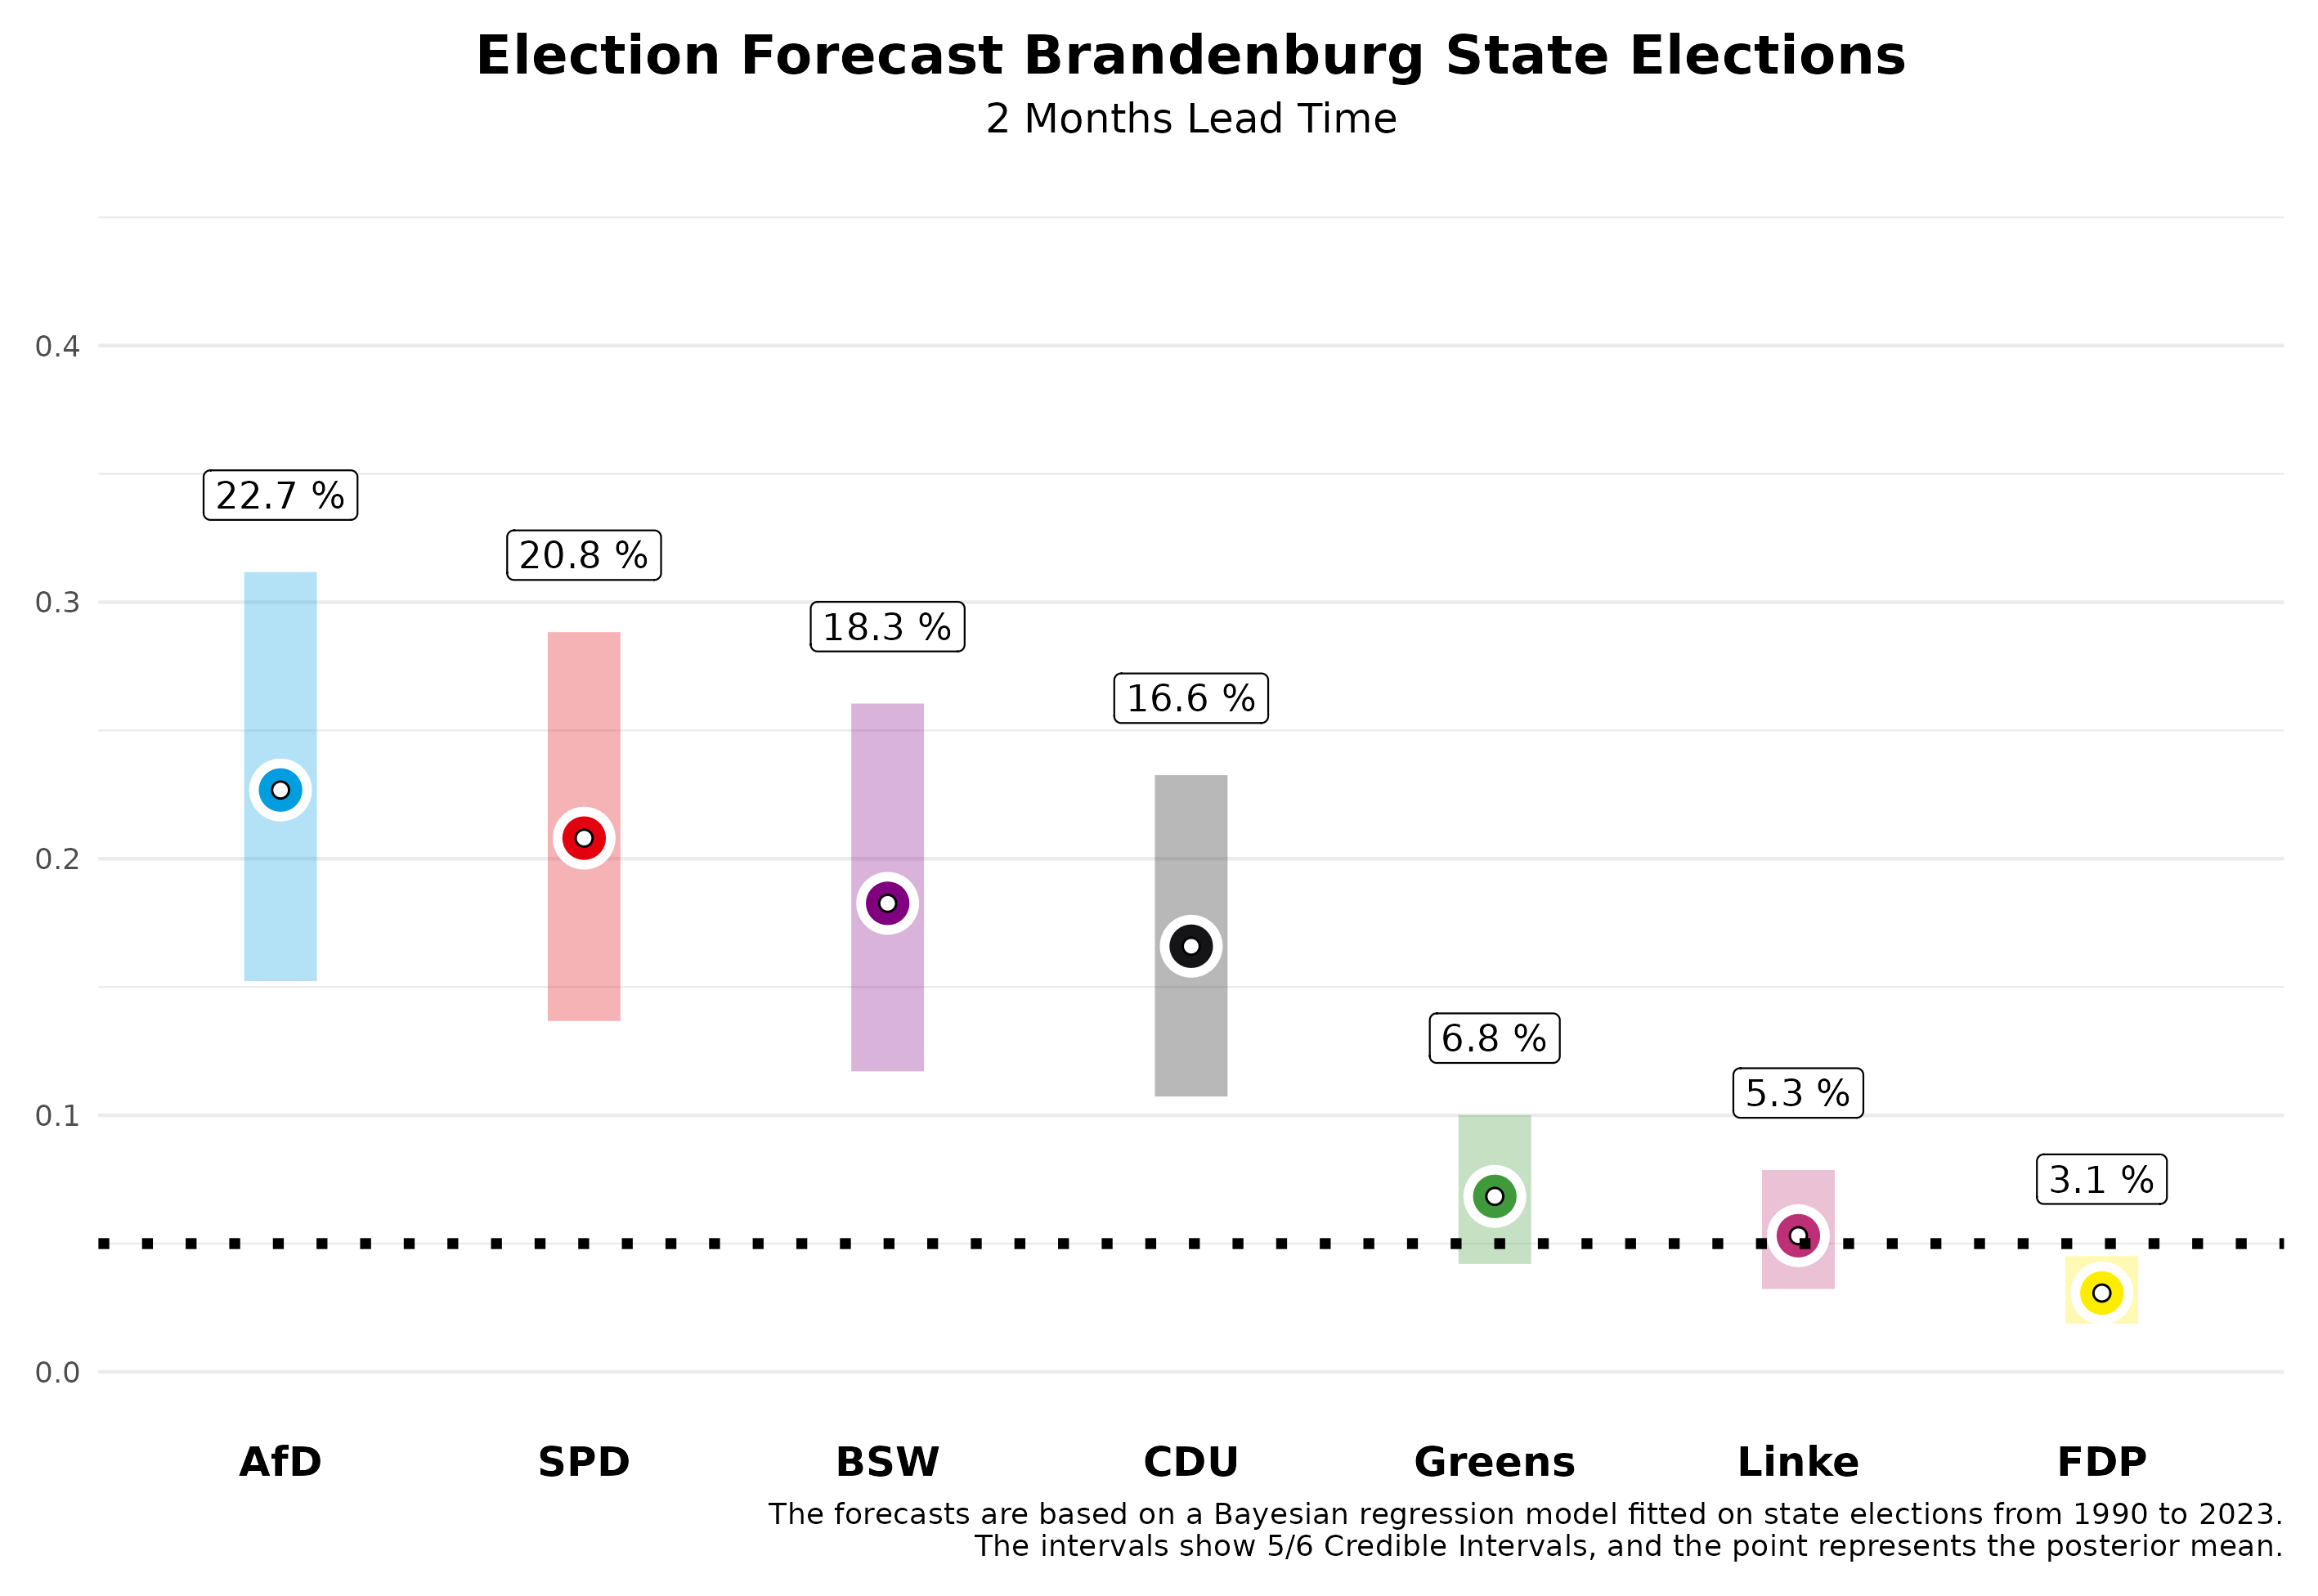 Election Forecast Brandenburg State Elections
2 Months Lead Time
0.4
0.3
0.2
0.1
0.0
22.7 %
20.8 %
18.3 %
16.6 %
6.8 %
5.3 %
3.1 %
AfD
SPD
BSW
CDU
Greens
Linke
FDP
The forecasts are based on a Bayesian regression model fitted on state elections from 1990 to 2023.
The intervals show 5/6 Credible Intervals, and the point represents the posterior mean.